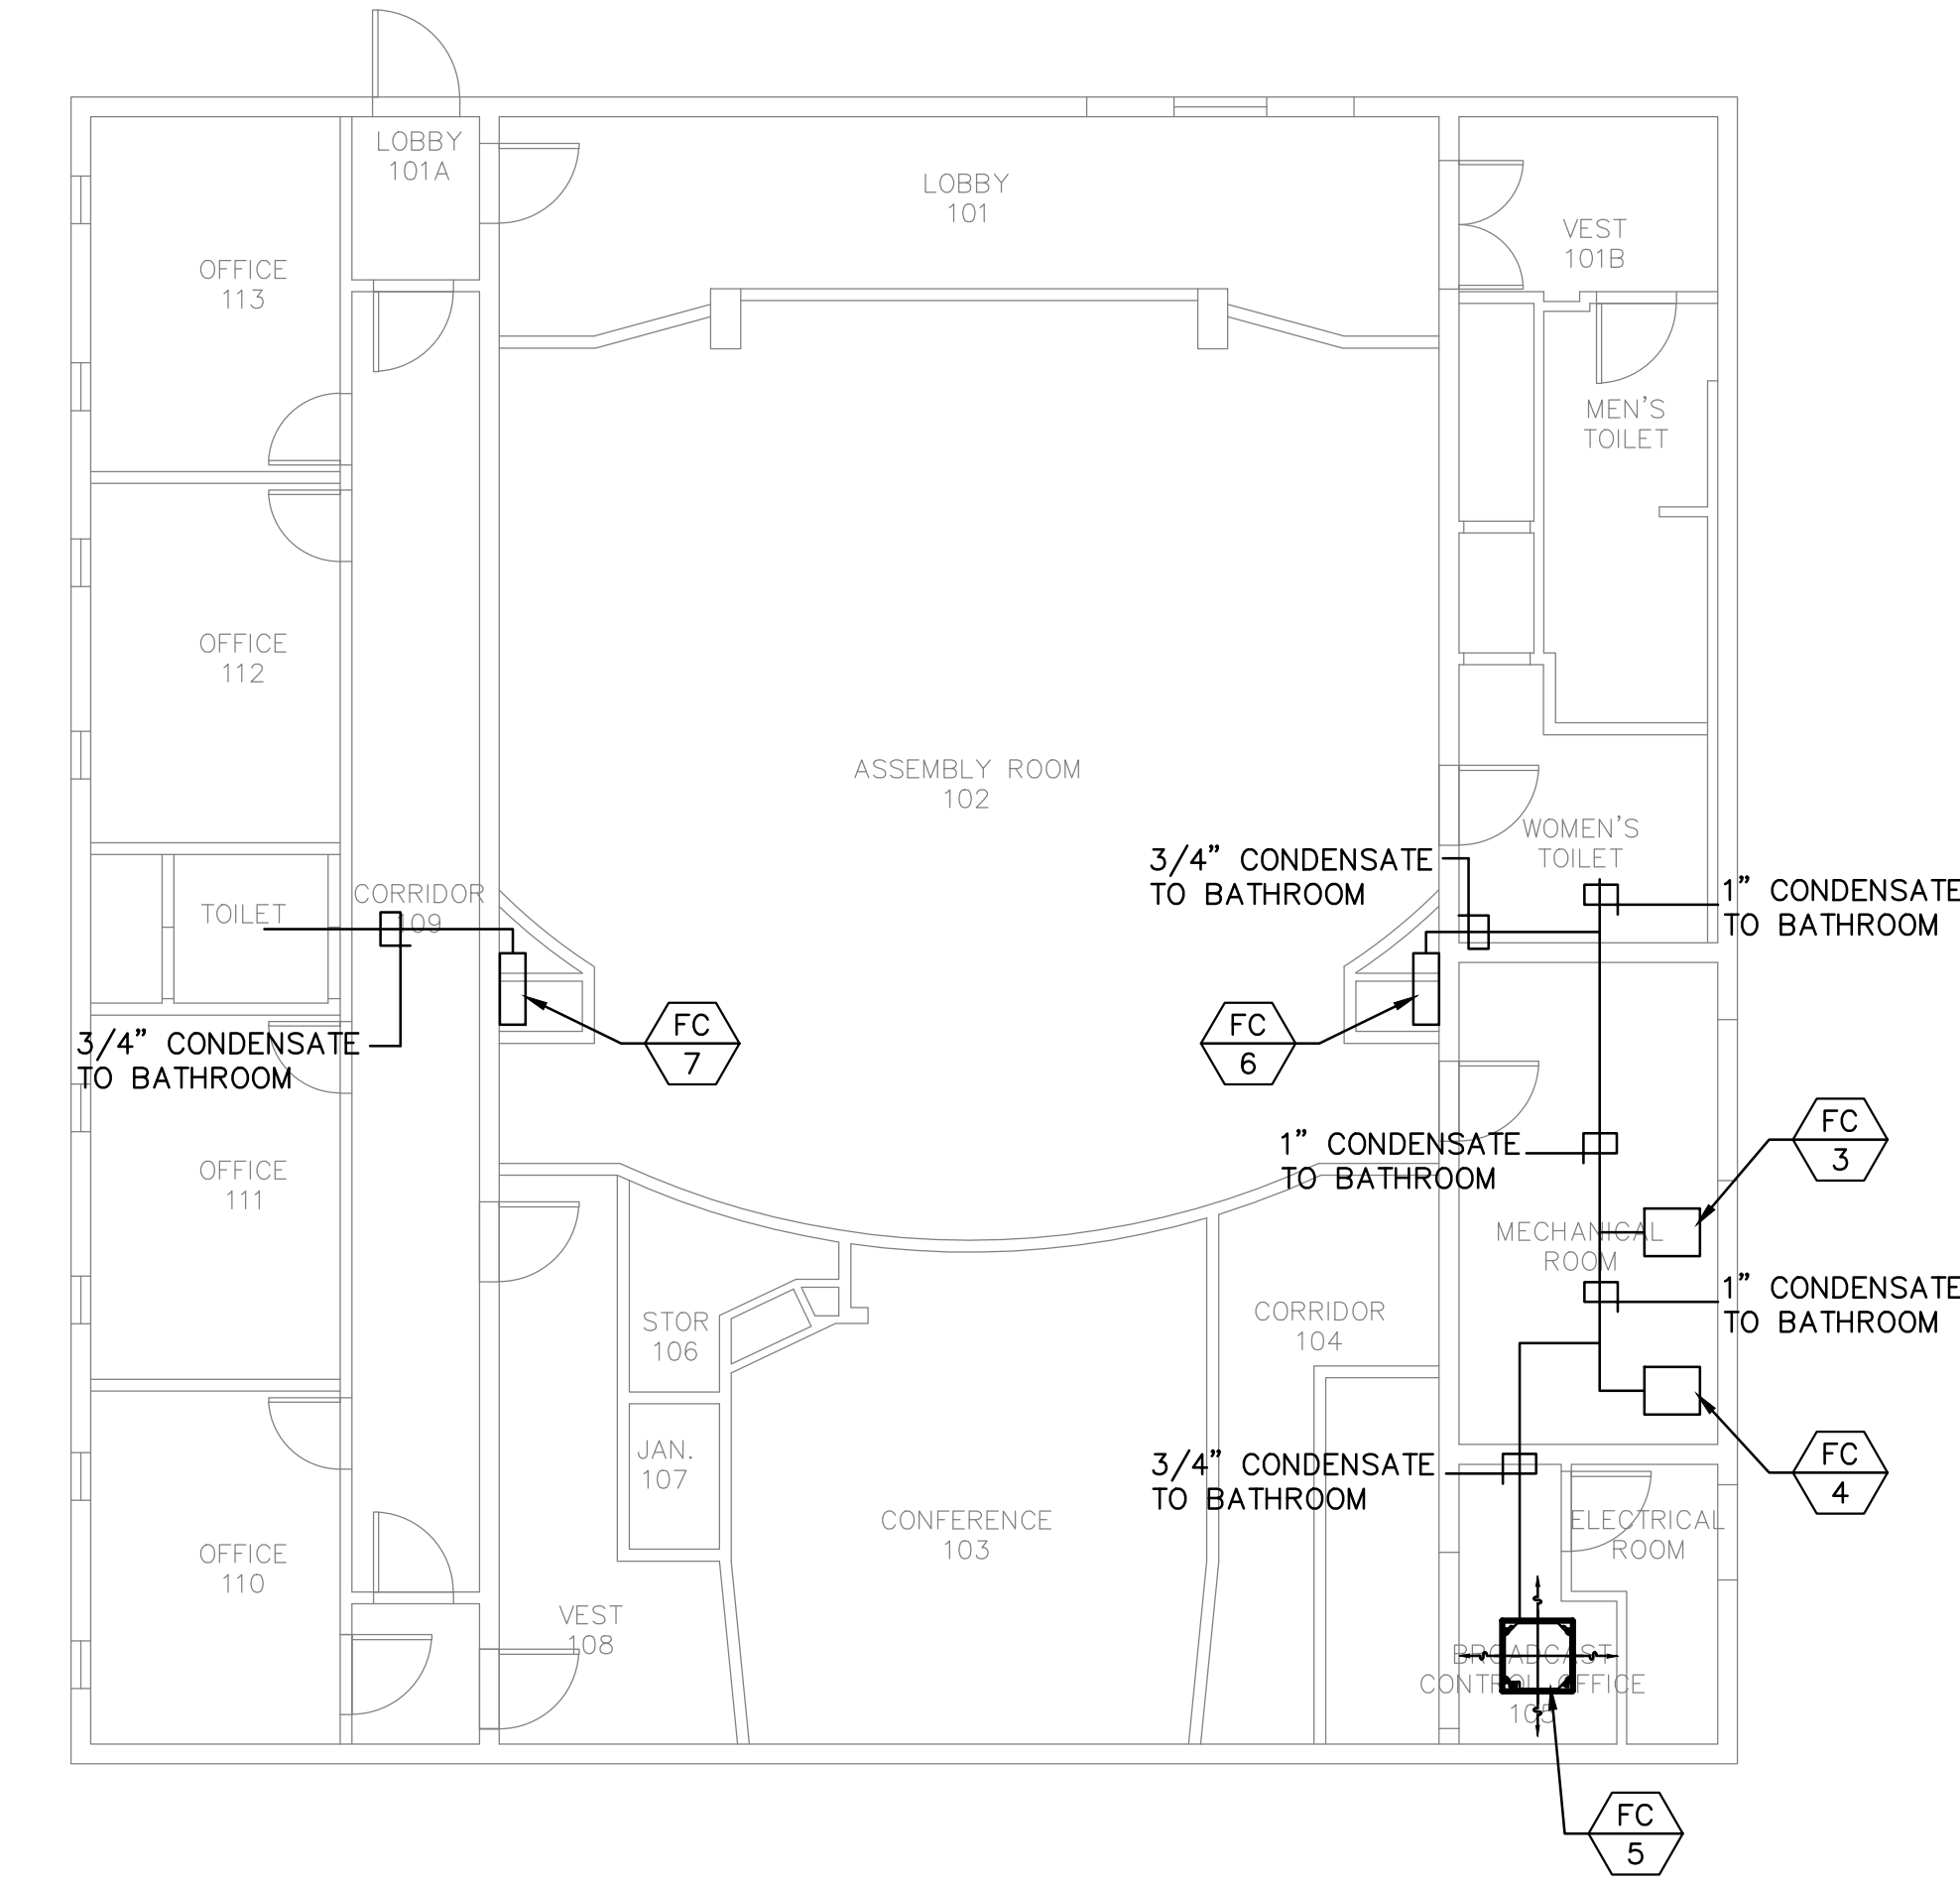 LOBBY
101A
LOBBY
101
VEST
101B
OFFICE
113
MEN'S
TOILET
OFFICE
112
ASSEMBLY ROOM
102
WOMEN'S
TOILET
3/4" CONDENSATE
TO BATHROOM
1" CONDENSATE
TO BATHROOM
TOILET
CORRIDOR
109
3/4" CONDENSATE
TO BATHROOM
FC
7
FC
6
1" CONDENSATE
TO BATHROOM
FC
3
OFFICE
111
MECHANICAL
ROOM
1" CONDENSATE
TO BATHROOM
STOR
106
CORRIDOR
104
JAN.
107
3/4" CONDENSATE
TO BATHROOM
FC
4
CONFERENCE
103
ELECTRICAL
ROOM
OFFICE
110
VEST
108
BROADCAST
CONTROL OFFICE
105
FC
5